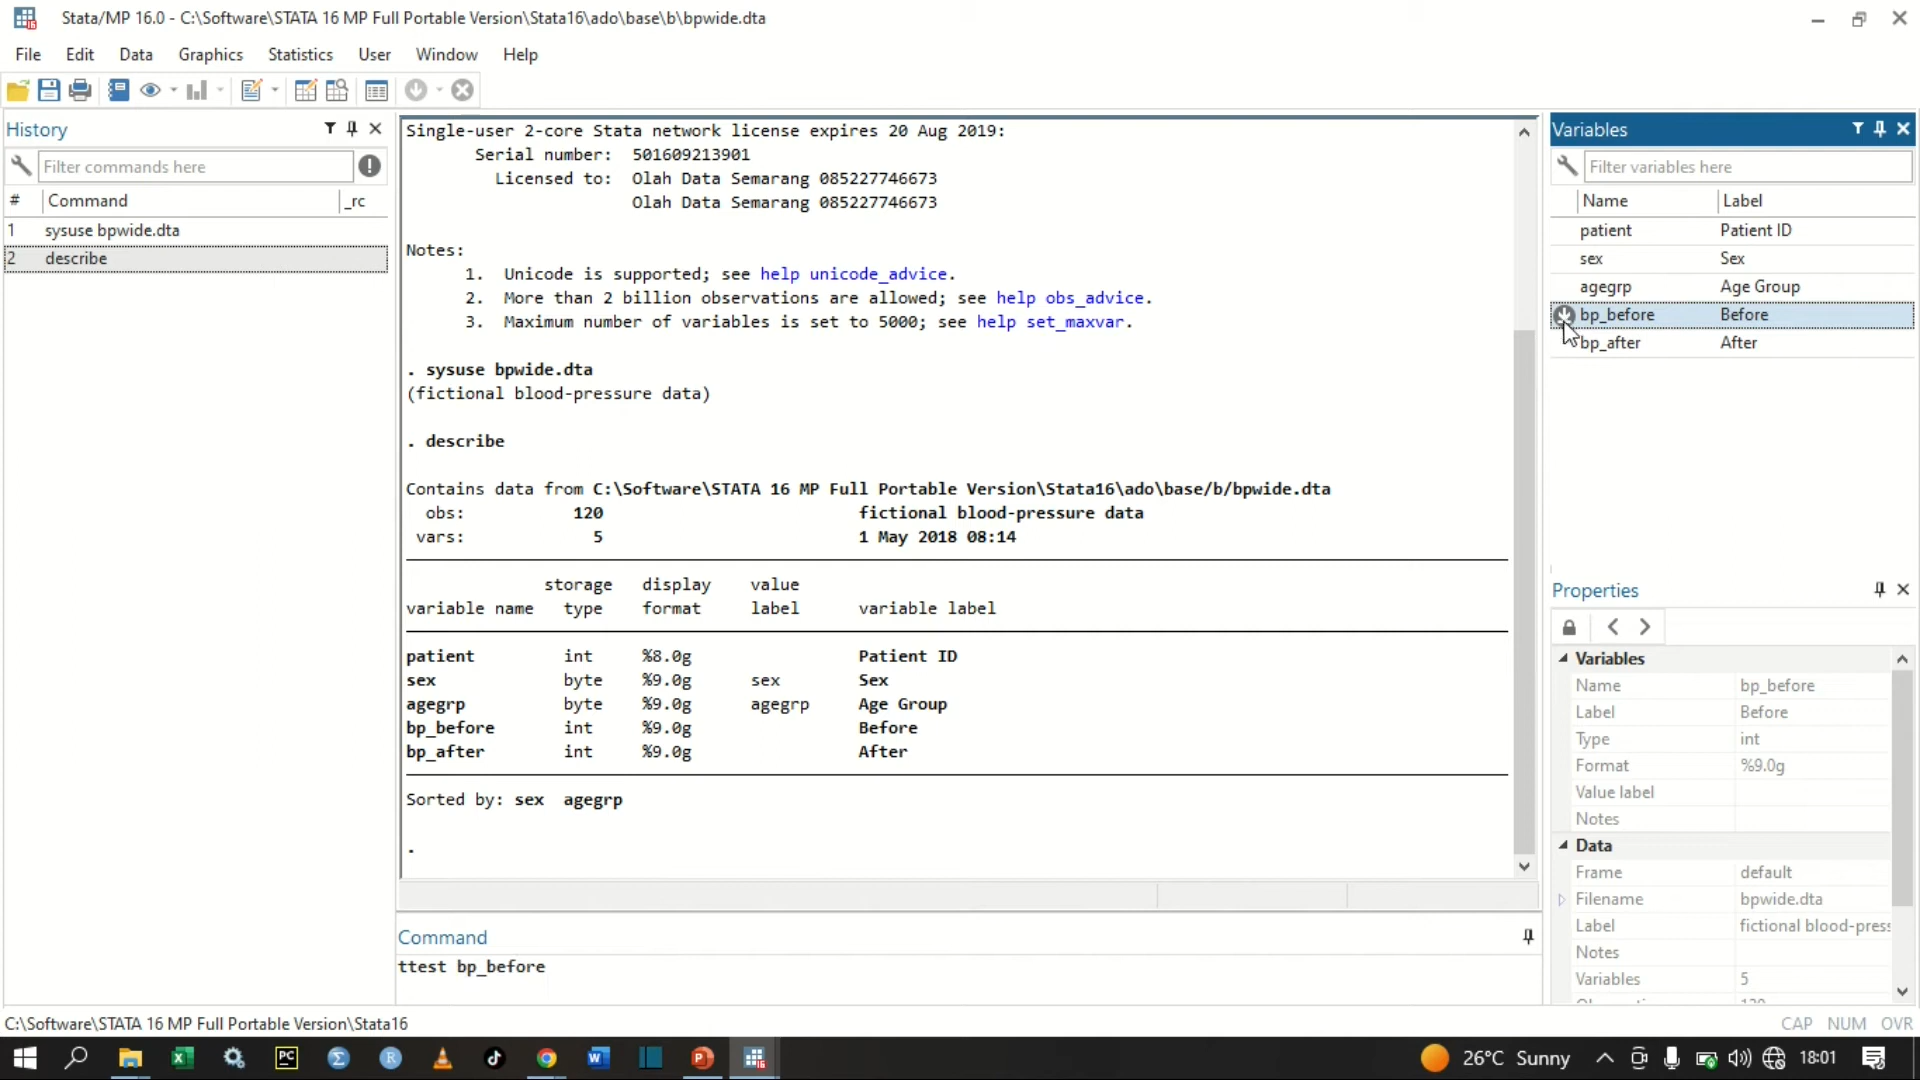 Stata/MP 16.0 - C:\Software\STATA 16 MP Full Portable Version\Stata16\ado\base\b\bpwide.dta
File Edit Data Graphics Statistics User Window Help
History
Filter commands here
# Command _rc
1 sysuse bpwide.dta
2 describe
Single-user 2-core Stata network license expires 20 Aug 2019:
Serial number: 501609213901
Licensed to: Olah Data Semarang 085227746673
Olah Data Semarang 085227746673
Notes:
1. Unicode is supported; see help unicode_advice.
2. More than 2 billion observations are allowed; see help obs_advice.
3. Maximum number of variables is set to 5000; see help set_maxvar.
. sysuse bpwide.dta
(fictional blood-pressure data)
. describe
Contains data from C:\Software\STATA 16 MP Full Portable Version\Stata16\ado\base/b/bpwide.dta
obs: 120 fictional blood-pressure data
vars: 5 1 May 2018 08:14
storage display value
variable name type format label variable label
patient int %8.0g Patient ID
sex byte %9.0g sex Sex
agegrp byte %9.0g agegrp Age Group
bp_before int %9.0g Before
bp_after int %9.0g After
Sorted by: sex agegrp
.
Command
ttest bp_before
Variables
Filter variables here
Name Label
patient Patient ID
sex Sex
agegrp Age Group
bp_before Before
bp_after After
Properties
Variables
Name bp_before
Label Before
Type int
Format %9.0g
Value label
Notes
Data
Frame default
Filename bpwide.dta
Label fictional blood-press
Notes
Variables 5
C:\Software\STATA 16 MP Full Portable Version\Stata16
CAP NUM OVR
26°C Sunny
18:01